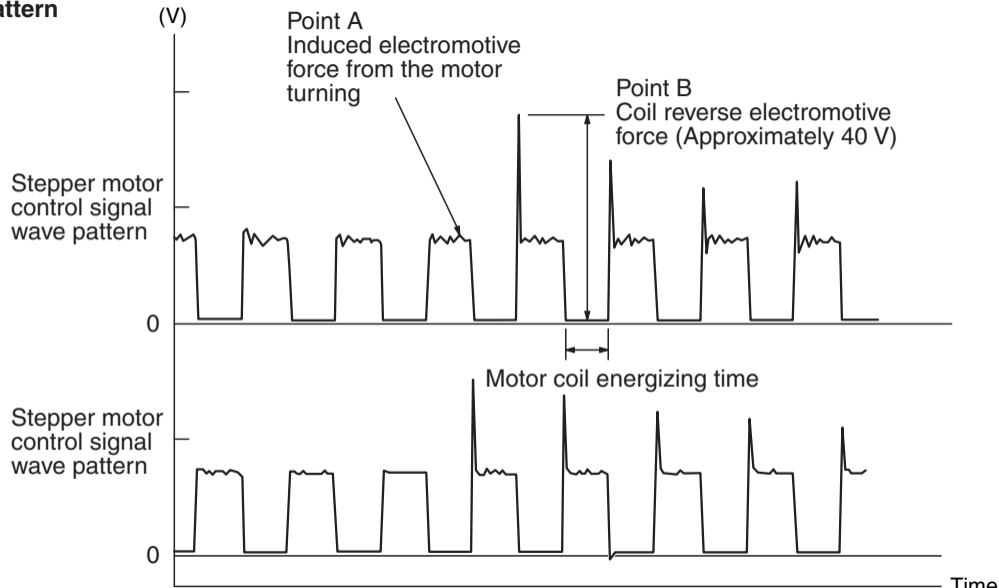 ttern
(V)
Point A
Induced electromotive
force from the motor
turning
Point B
Coil reverse electromotive
force (Approximately 40 V)
Stepper motor
control signal
wave pattern
0
Motor coil energizing time
Stepper motor
control signal
wave pattern
0
Time